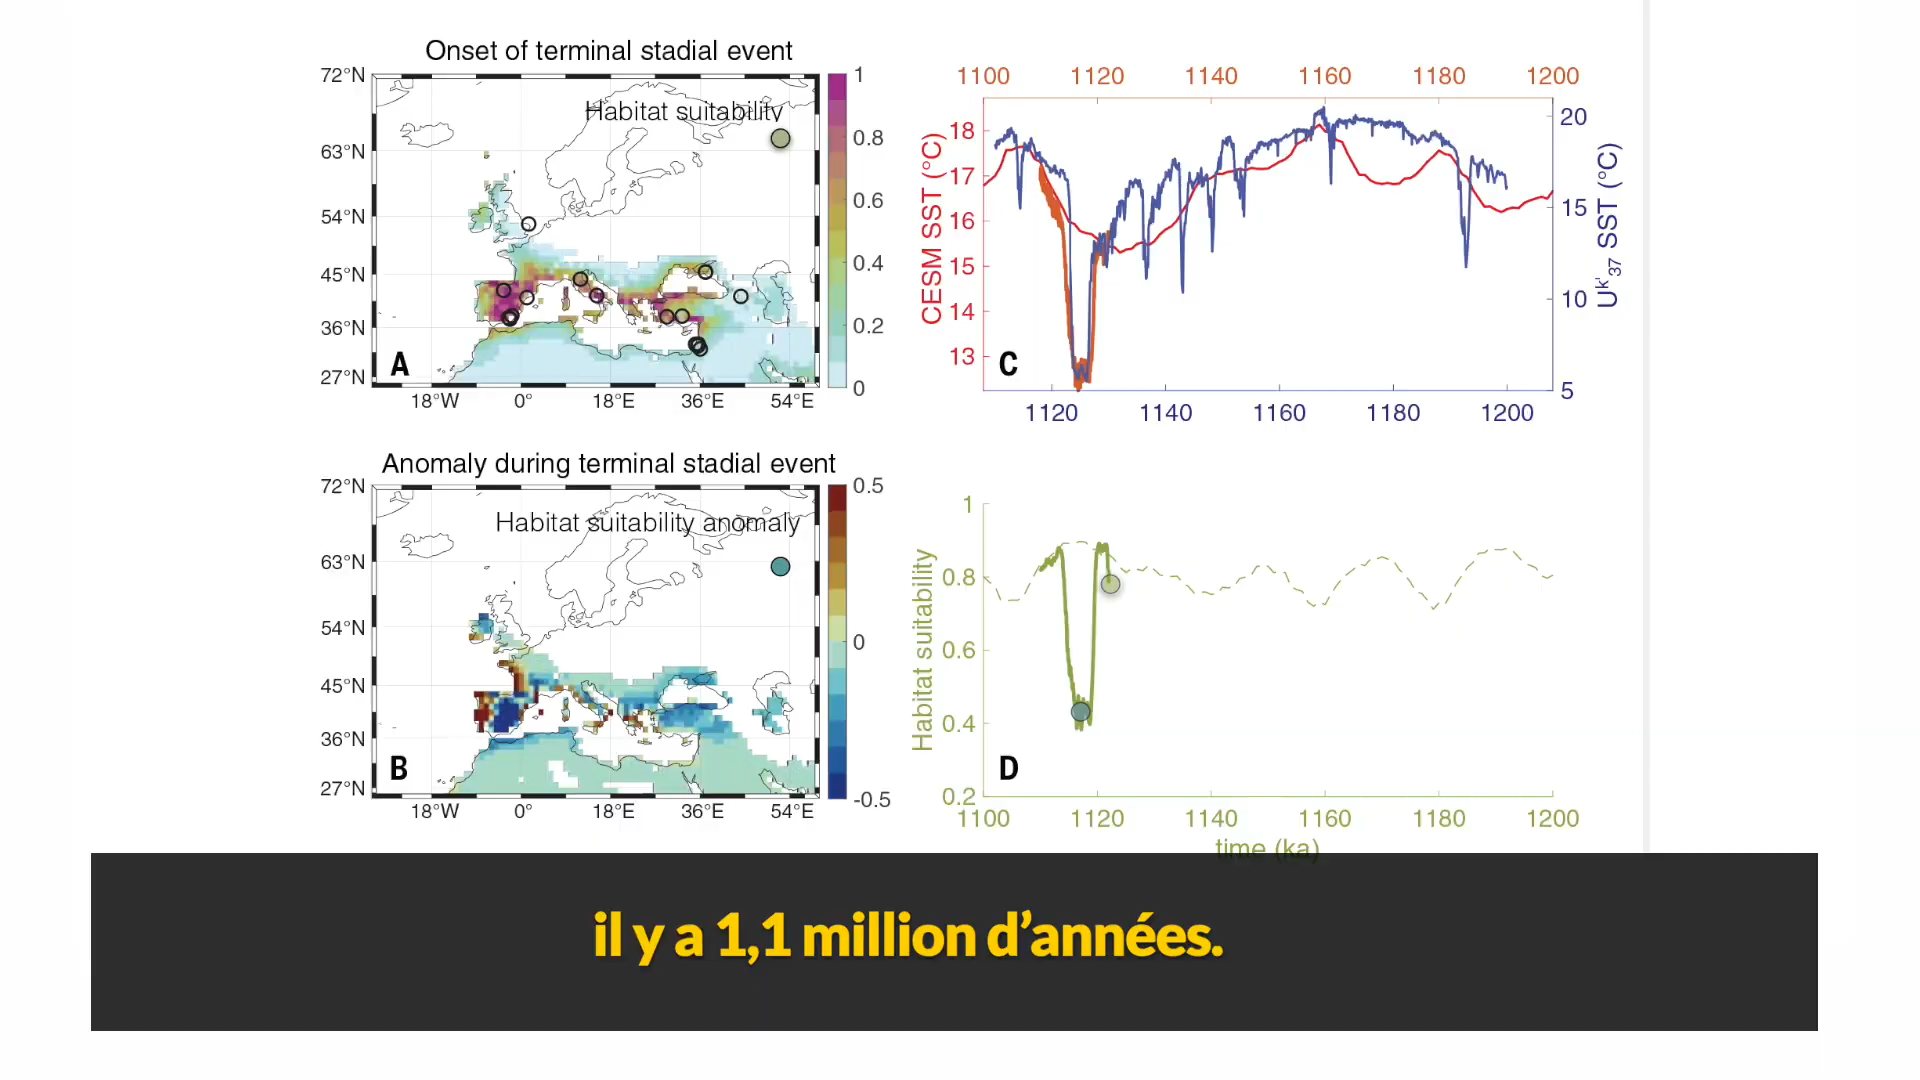 Onset of terminal stadial event
72°N
63°N
54°N
45°N
36°N
27°N
Habitat suitability
A
18°W 0° 18°E 36°E 54°E
1
0.8
0.6
0.4
0.2
0
1100 1120 1140 1160 1180 1200
CESM SST (°C)
18
17
16
15
14
13
C
20
15
10
5
Uk'37 SST (°C)
1120 1140 1160 1180 1200
Anomaly during terminal stadial event
72°N
63°N
54°N
45°N
36°N
27°N
Habitat suitability anomaly
B
18°W 0° 18°E 36°E 54°E
0.5
0
-0.5
Habitat suitability
1
0.8
0.6
0.4
0.2
D
1100 1120 1140 1160 1180 1200
time (ka)
il y a 1,1 million d’années.